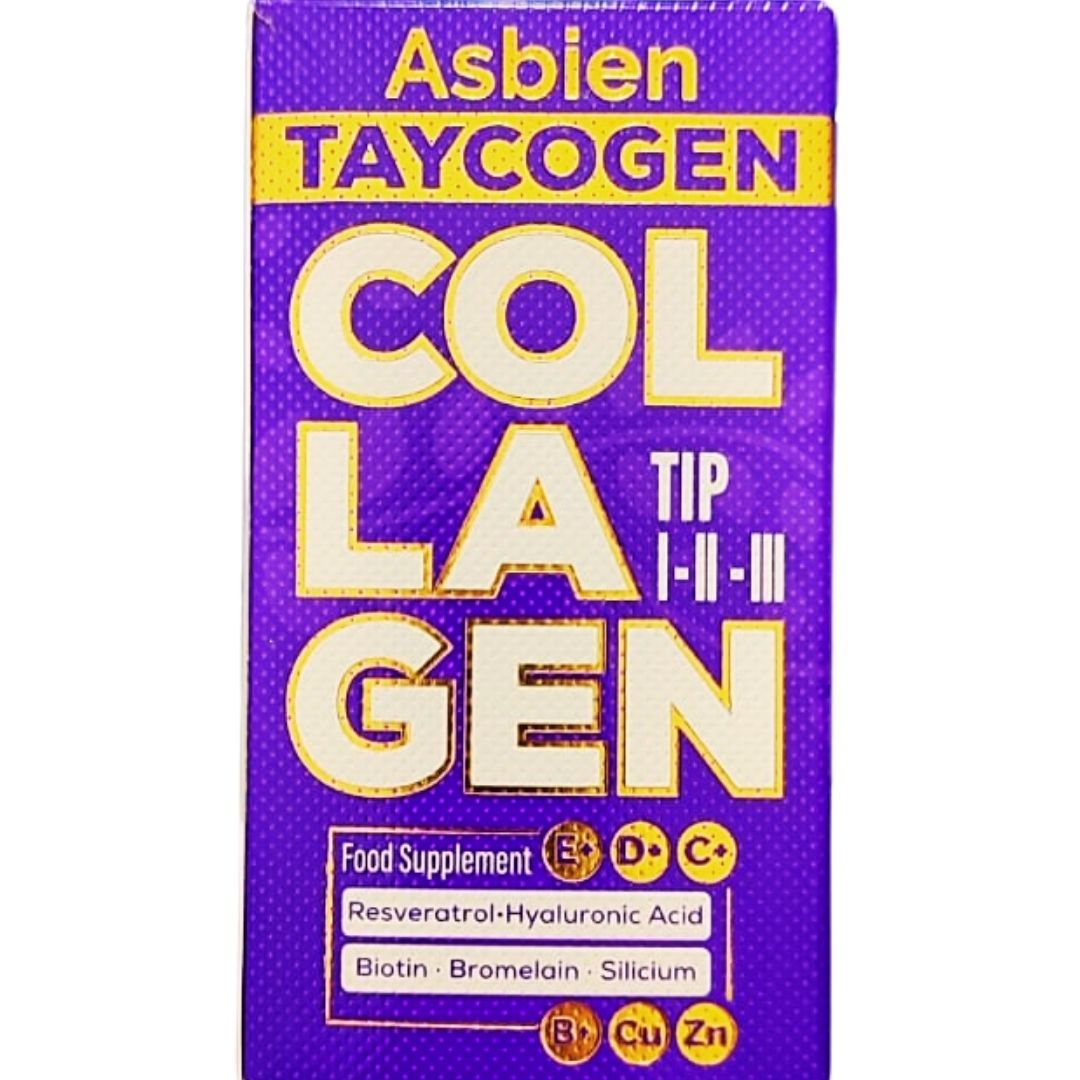 Asbien
TAYCOGEN
COL
LA
TIP
I-II-III
GEN
Food Supplement E+ D+ C+
Resveratrol•Hyaluronic Acid
Biotin · Bromelain · Silicium
B+ Cu Zn